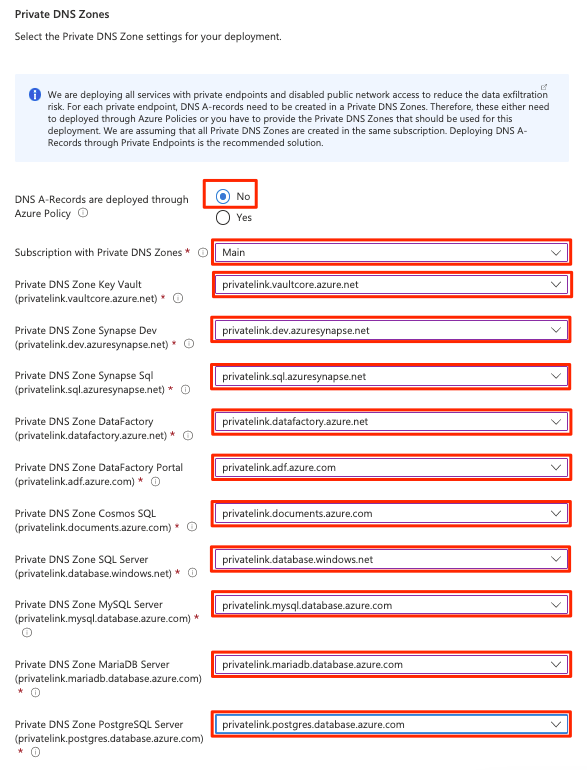 Private DNS Zones
Select the Private DNS Zone settings for your deployment.
We are deploying all services with private endpoints and disabled public network access to reduce the data exfiltration
risk. For each private endpoint, DNS A-records need to be created in a Private DNS Zones. Therefore, these either need
to deployed through Azure Policies or you have to provide the Private DNS Zones that should be used for this
deployment. We are assuming that all Private DNS Zones are created in the same subscription. Deploying DNS A-
Records through Private Endpoints is the recommended solution.
DNS A-Records are deployed through
Azure Policy
No
Yes
Subscription with Private DNS Zones *
Main
Private DNS Zone Key Vault
(privatelink.vaultcore.azure.net) *
privatelink.vaultcore.azure.net
Private DNS Zone Synapse Dev
(privatelink.dev.azuresynapse.net) *
privatelink.dev.azuresynapse.net
Private DNS Zone Synapse Sql
(privatelink.sql.azuresynapse.net) *
privatelink.sql.azuresynapse.net
Private DNS Zone DataFactory
(privatelink.datafactory.azure.net) *
privatelink.datafactory.azure.net
Private DNS Zone DataFactory Portal
(privatelink.adf.azure.com) *
privatelink.adf.azure.com
Private DNS Zone Cosmos SQL
(privatelink.documents.azure.com) *
privatelink.documents.azure.com
Private DNS Zone SQL Server
(privatelink.database.windows.net) *
privatelink.database.windows.net
Private DNS Zone MySQL Server
(privatelink.mysql.database.azure.com) *
privatelink.mysql.database.azure.com
Private DNS Zone MariaDB Server
(privatelink.mariadb.database.azure.com)
*
privatelink.mariadb.database.azure.com
Private DNS Zone PostgreSQL Server
(privatelink.postgres.database.azure.com)
*
privatelink.postgres.database.azure.com